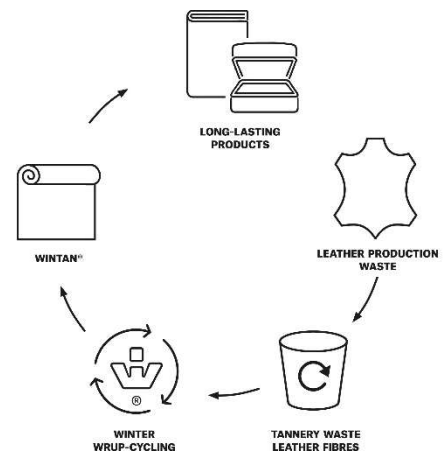 LONG-LASTING
PRODUCTS
LEATHER PRODUCTION
WASTE
TANNERY WASTE
LEATHER FIBRES
®
WINTER
WRUP-CYCLING
WINTAN®